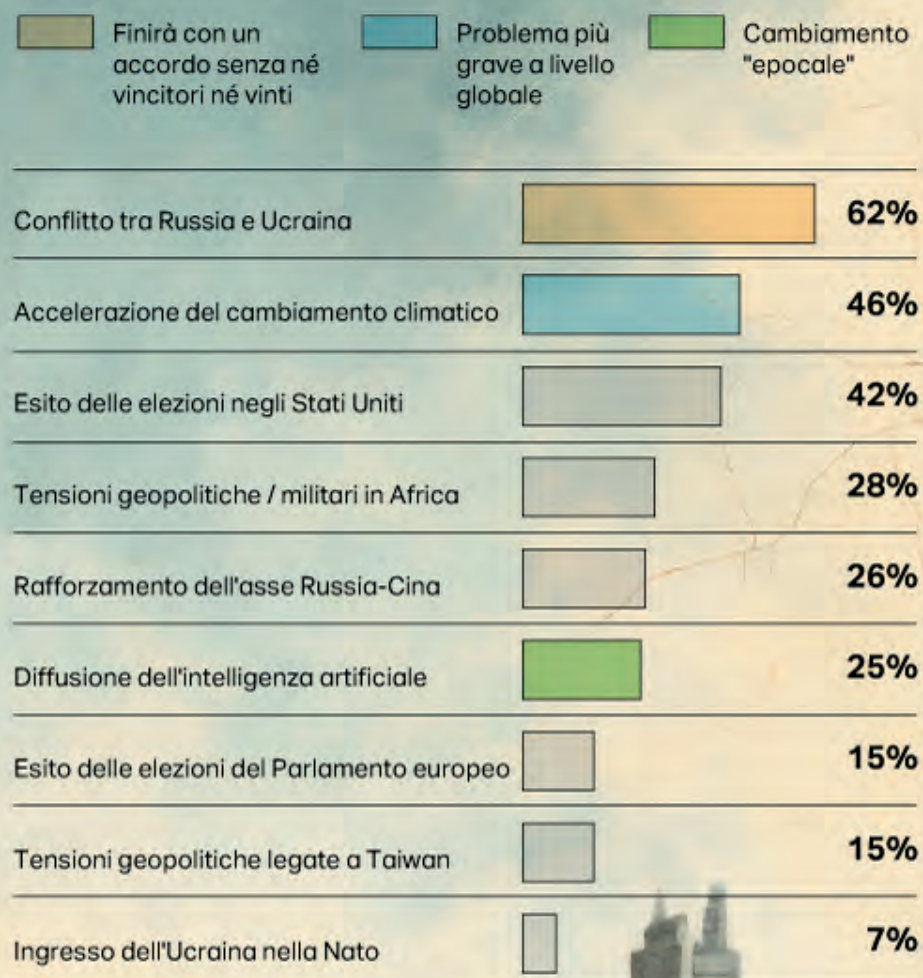 Finirà con un
accordo senza né
vincitori né vinti
Problema più
grave a livello
globale
Cambiamento
"epocale"
Conflitto tra Russia e Ucraina 62%
Accelerazione del cambiamento climatico 46%
Esito delle elezioni negli Stati Uniti 42%
Tensioni geopolitiche / militari in Africa 28%
Rafforzamento dell'asse Russia-Cina 26%
Diffusione dell'intelligenza artificiale 25%
Esito delle elezioni del Parlamento europeo 15%
Tensioni geopolitiche legate a Taiwan 15%
Ingresso dell'Ucraina nella Nato 7%